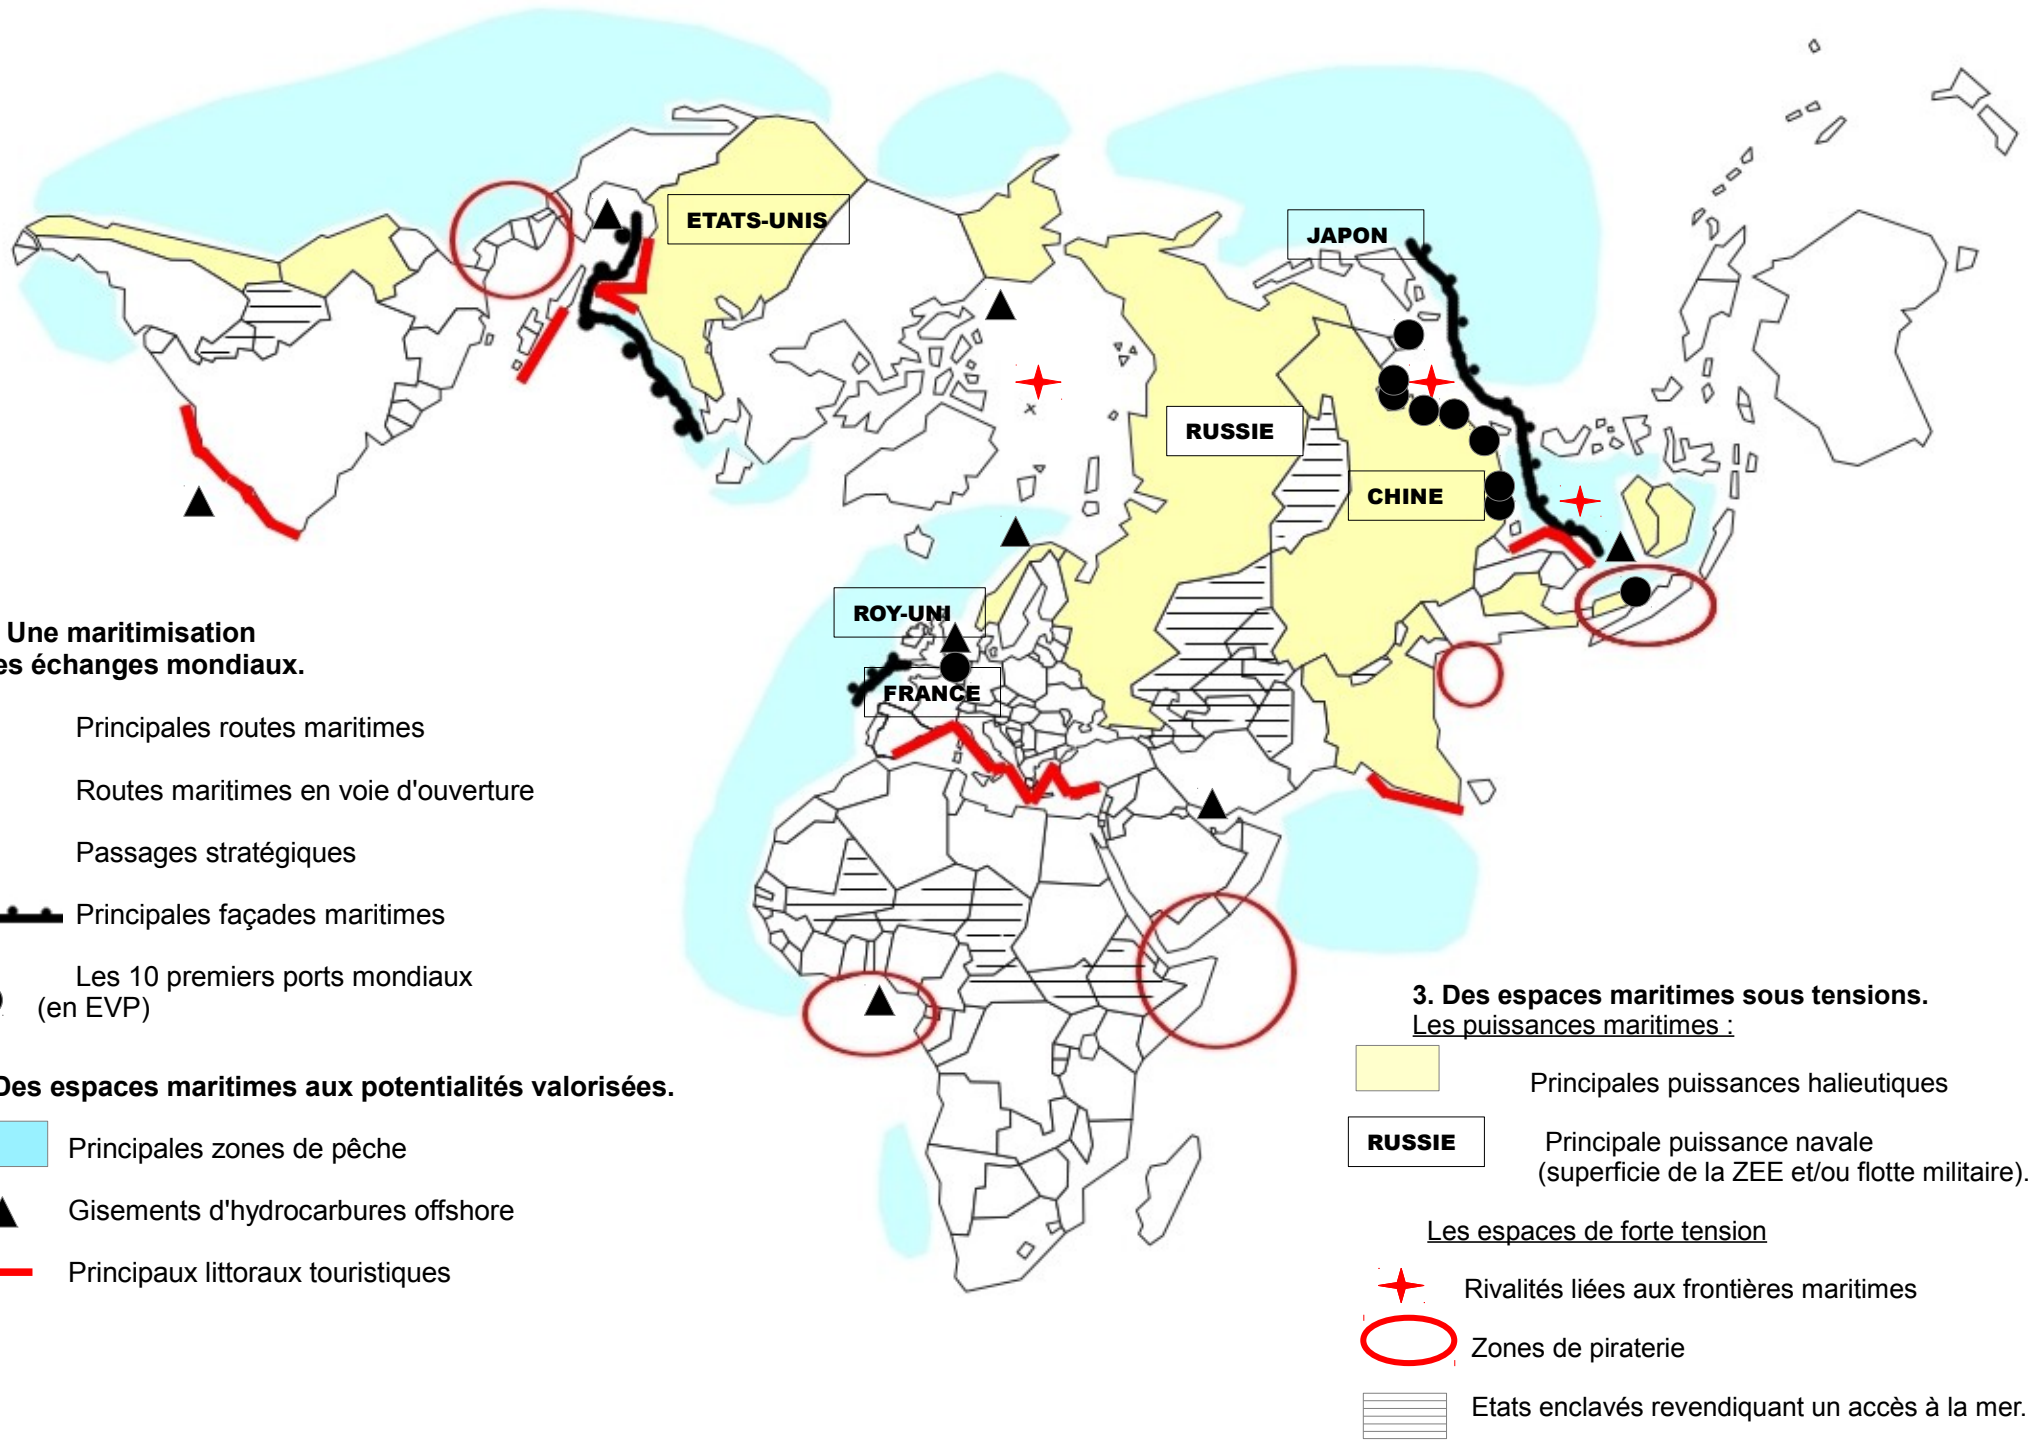 ETATS-UNIS
JAPON
RUSSIE
CHINE
ROY-UNI
FRANCE
Une maritimisation
es échanges mondiaux.
Principales routes maritimes
Routes maritimes en voie d'ouverture
Passages stratégiques
Principales façades maritimes
Les 10 premiers ports mondiaux
(en EVP)
Des espaces maritimes aux potentialités valorisées.
Principales zones de pêche
Gisements d'hydrocarbures offshore
Principaux littoraux touristiques
3. Des espaces maritimes sous tensions.
Les puissances maritimes :
Principales puissances halieutiques
RUSSIE
Principale puissance navale
(superficie de la ZEE et/ou flotte militaire).
Les espaces de forte tension
Rivalités liées aux frontières maritimes
Zones de piraterie
Etats enclavés revendiquant un accès à la mer.